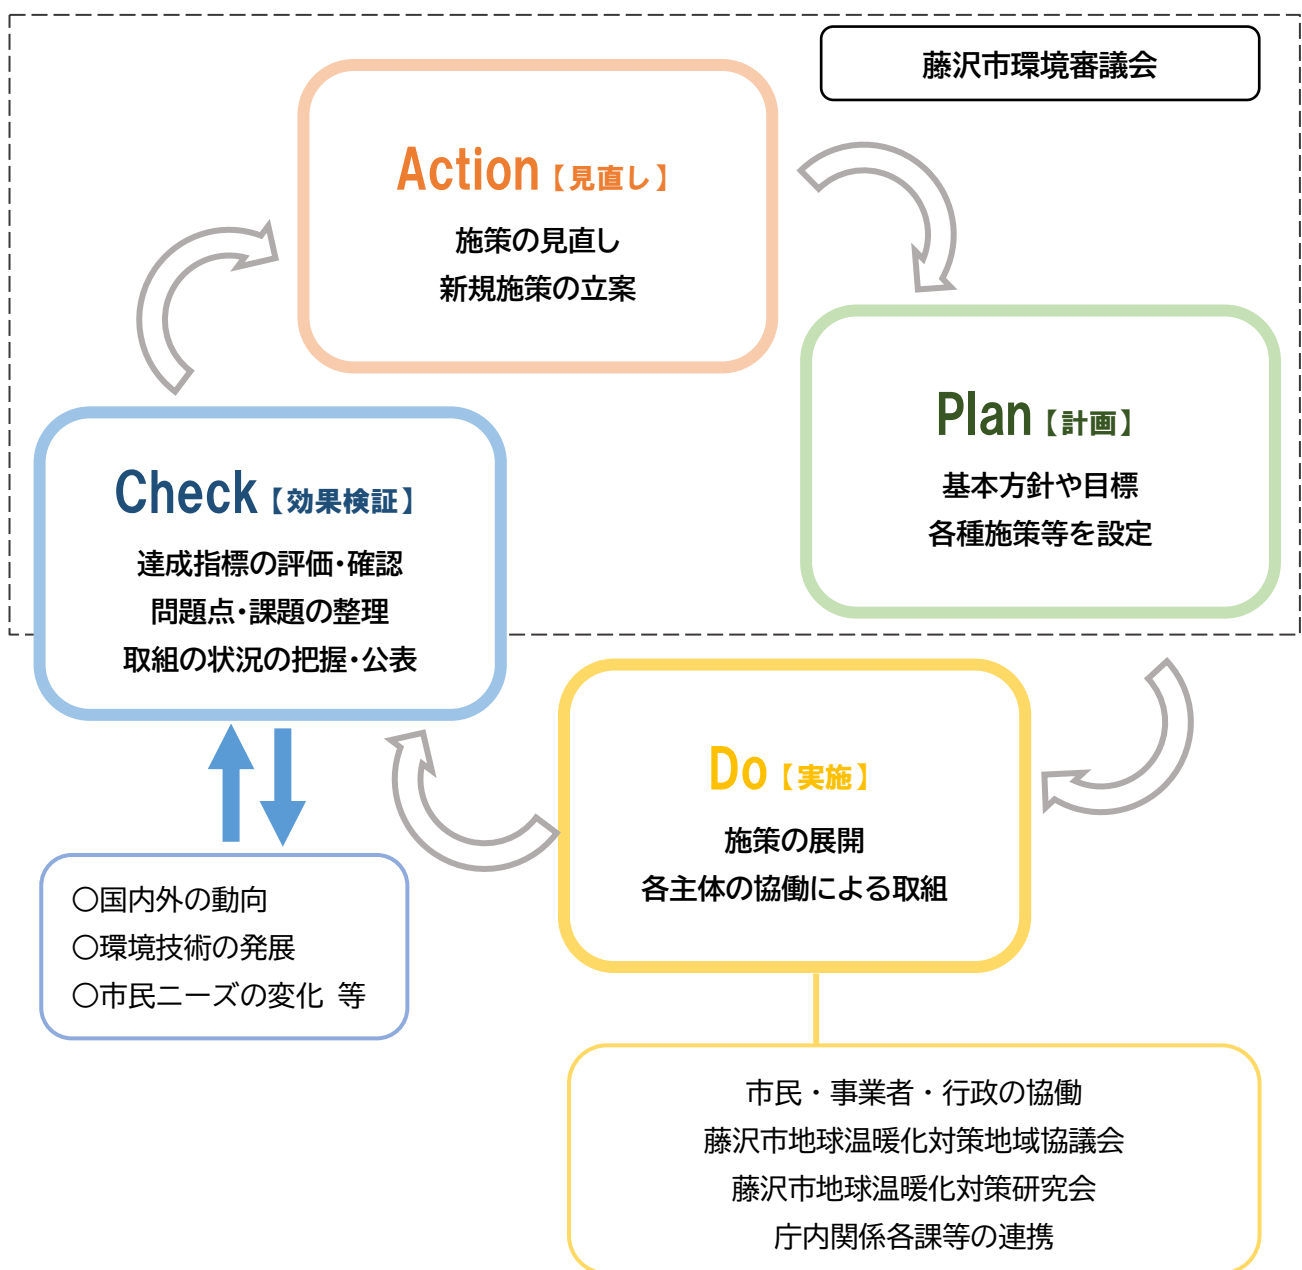 藤沢市環境審議会
Action【見直し】
施策の見直し
新規施策の立案
Plan【計画】
基本方針や目標
各種施策等を設定
Check【効果検証】
達成指標の評価・確認
問題点・課題の整理
取組の状況の把握・公表
Do【実施】
施策の展開
各主体の協働による取組
〇国内外の動向
〇環境技術の発展
〇市民ニーズの変化 等
市民・事業者・行政の協働
藤沢市地球温暖化対策地域協議会
藤沢市地球温暖化対策研究会
庁内関係各課等の連携